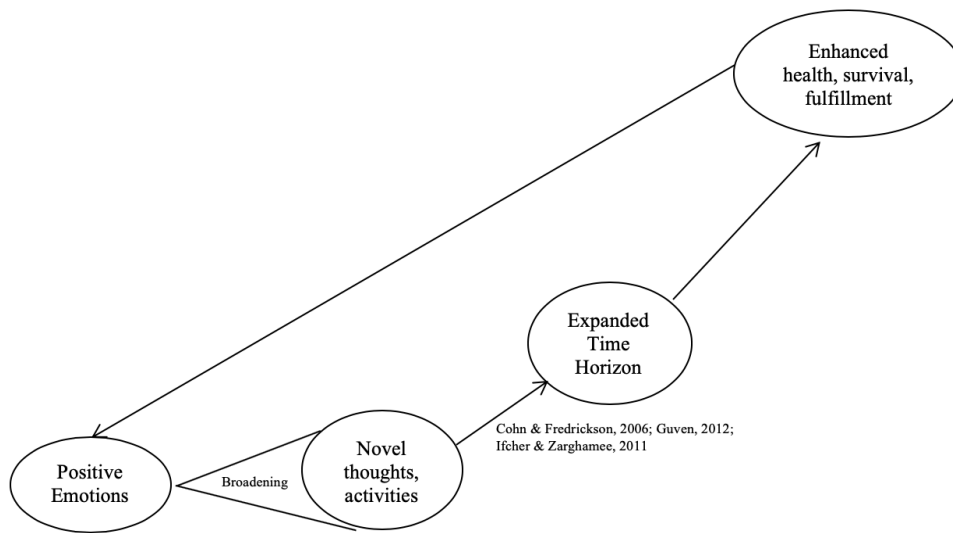 Enhanced
health, survival,
fulfillment
Expanded
Time
Horizon
Cohn & Fredrickson, 2006; Guven, 2012;
Ifcher & Zarghamee, 2011
Novel
thoughts,
activities
Broadening
Positive
Emotions